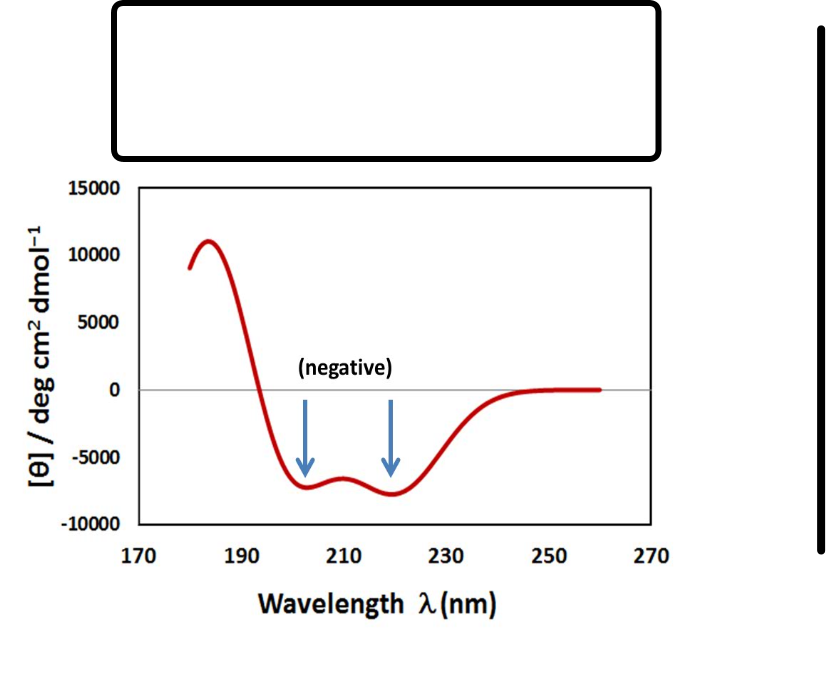 15000
10000
5000
0
-5000
-10000
[Θ] / deg cm² dmol⁻¹
(negative)
170 190 210 230 250 270
Wavelength λ (nm)